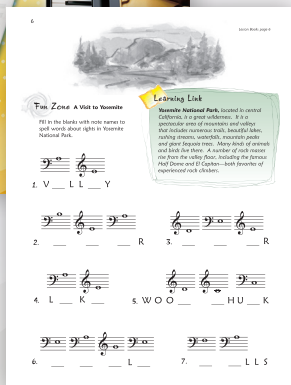 6
Lesson Book: page 6
Fun Zone A Visit to Yosemite
Fill in the blanks with note names to
spell words about sights in Yosemite
National Park.
Learning Link
Yosemite National Park, located in central
California, is a great wilderness. It is a
spectacular area of mountains and valleys
that includes numerous trails, beautiful lakes,
rushing streams, waterfalls, mountain peaks
and giant Sequoia trees. Many kinds of animals
and birds live there. A number of rock masses
rise from the valley floor, including the famous
Half Dome and El Capitan—both favorites of
experienced rock climbers.
1. V __ L L __ Y
2. __ __ __ R
3. __ __ __ R
4. L __ K __
5. W O O __ __ HU __ K
6. __ __ __ L __
7. __ __ L L S